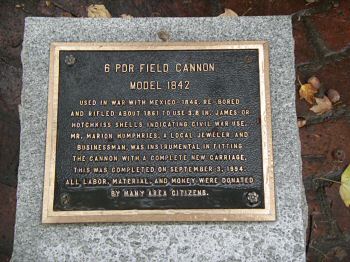 6 PDR FIELD CANNON
MODEL 1842
USED IN WAR WITH MEXICO-1846. RE-BORED
AND RIFLED ABOUT 1861 TO USE 3.8 IN. JAMES OR
HOTCHKISS SHELLS, INDICATING CIVIL WAR USE.
MR. MARION HUMPHRIES, A LOCAL JEWELER AND
BUSINESSMAN, WAS INSTRUMENTAL IN FITTING
THE CANNON WITH A COMPLETE NEW CARRIAGE.
THIS WAS COMPLETED ON SEPTEMBER 3, 1994.
ALL LABOR, MATERIAL, AND MONEY WERE DONATED
BY MANY AREA CITIZENS.